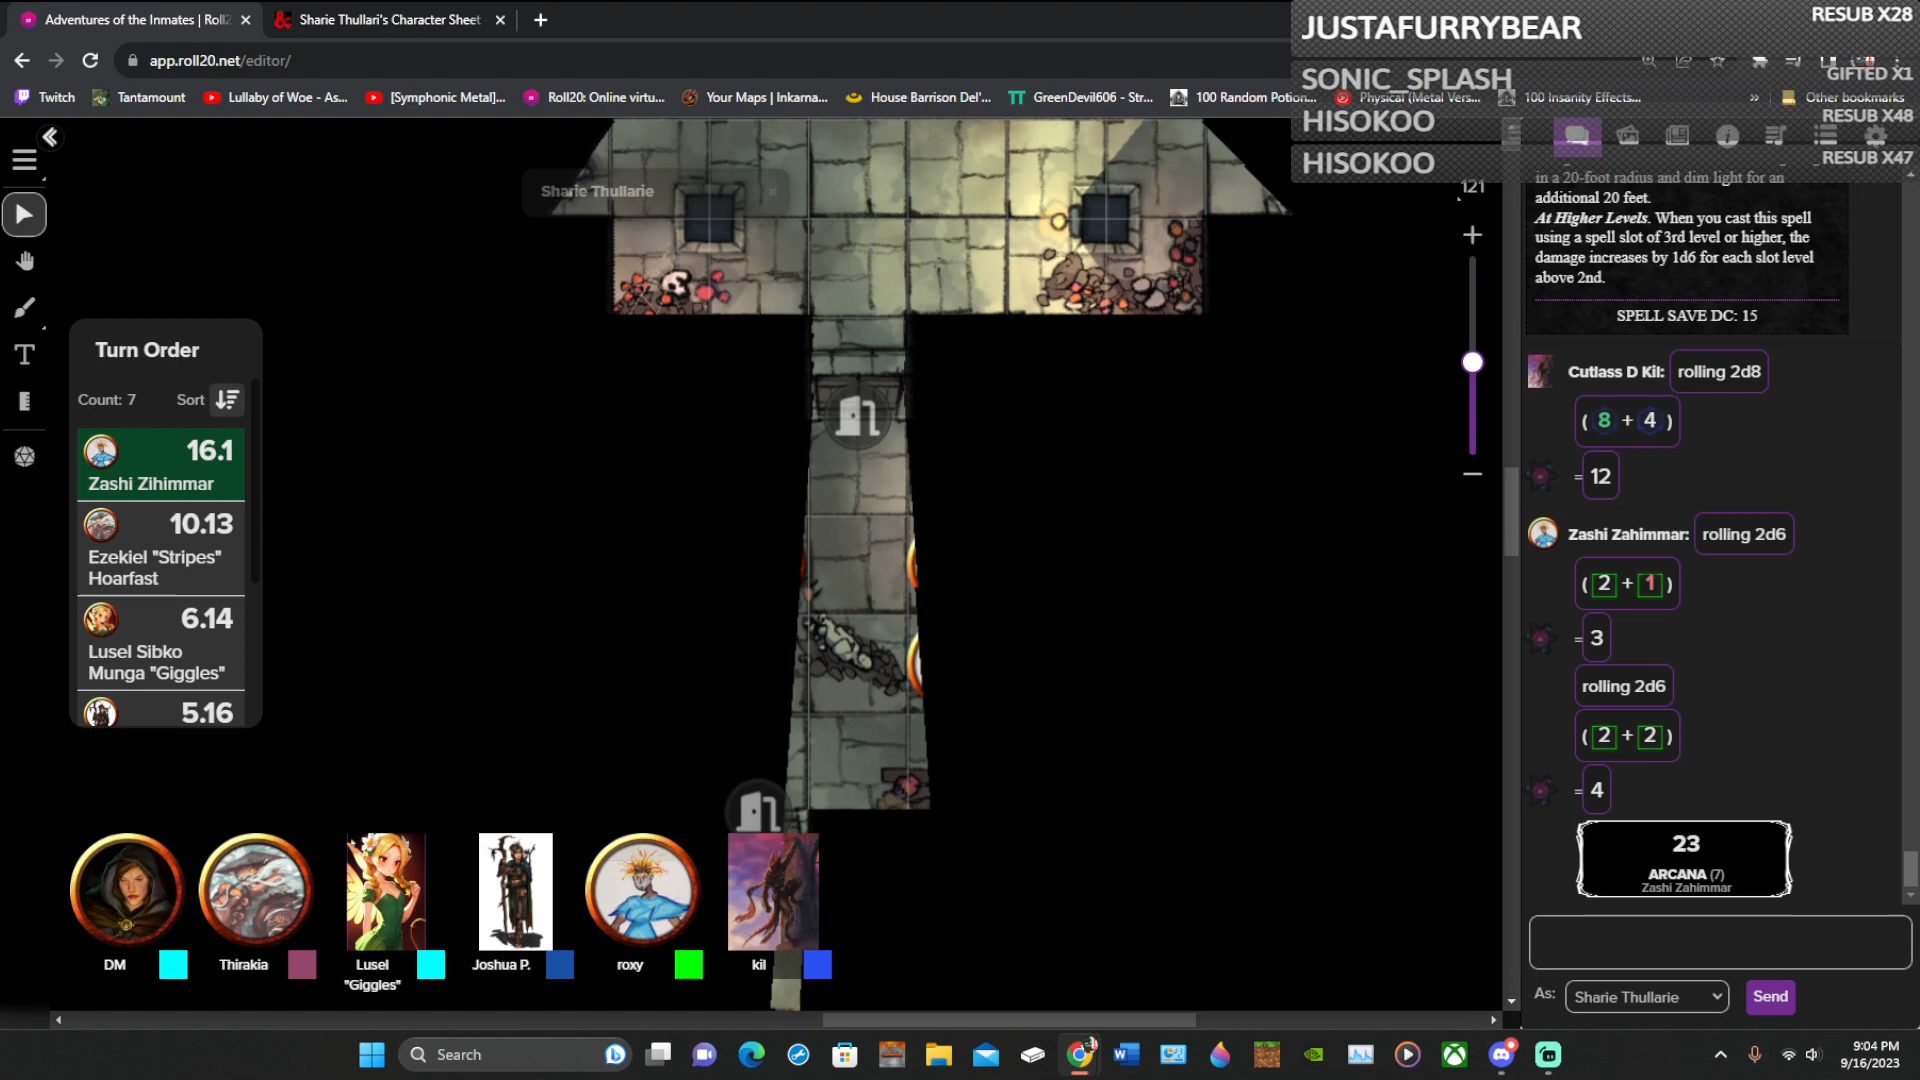 Adventures of the Inmates | Roll2
Sharie Thullari's Character Sheet
JUSTAFURRYBEAR
RESUB X28
app.roll20.net/editor/
SONIC_SPLASH
GIFTED X1
Twitch
Tantamount
Lullaby of Woe - As...
[Symphonic Metal]...
Roll20: Online virtu...
Your Maps | Inkarna...
House Barrison Del'...
GreenDevil606 - Str...
100 Random Potion...
Physical (Metal Vers...
100 Insanity Effects...
Other bookmarks
HISOKOO
RESUB X48
HISOKOO
RESUB X47
Sharie Thullarie
121
in a 20-foot radius and dim light for an
additional 20 feet.
At Higher Levels. When you cast this spell
using a spell slot of 3rd level or higher, the
damage increases by 1d6 for each slot level
above 2nd.
SPELL SAVE DC: 15
Turn Order
Count: 7
Sort
16.1
Zashi Zihimmar
10.13
Ezekiel "Stripes"
Hoarfast
6.14
Lusel Sibko
Munga "Giggles"
5.16
Cutlass D Kil:
rolling 2d8
( 8 + 4 )
= 12
Zashi Zahimmar:
rolling 2d6
( 2 + 1 )
= 3
rolling 2d6
( 2 + 2 )
= 4
23
ARCANA (7)
Zashi Zahimmar
DM
Thirakia
Lusel
"Giggles"
Joshua P.
roxy
kil
As:
Sharie Thullarie
Send
Search
9:04 PM
9/16/2023